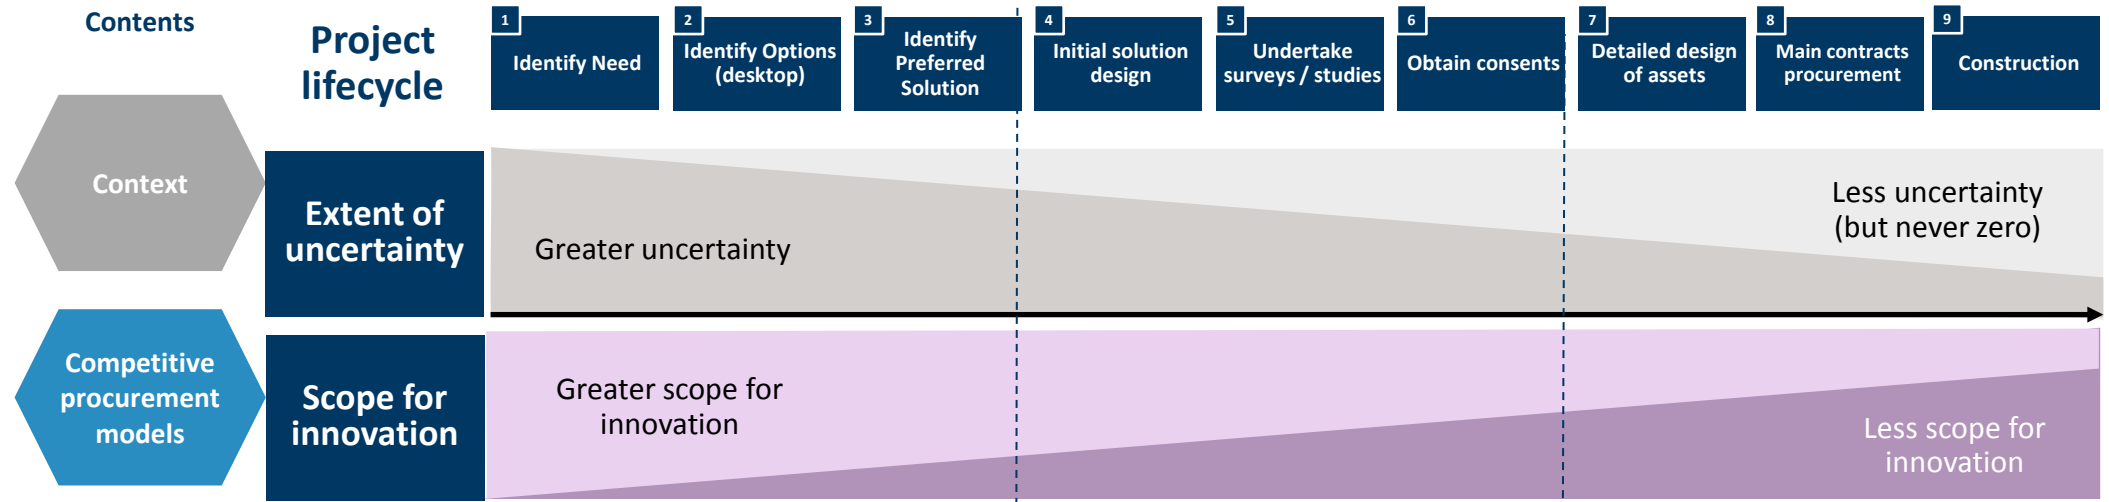 Contents
Context
Competitive
procurement
models
Project
lifecycle
1
Identify Need
2
Identify Options
(desktop)
3
Identify
Preferred
Solution
4
Initial solution
design
5
Undertake
surveys / studies
6
Obtain consents
7
Detailed design
of assets
8
Main contracts
procurement
9
Construction
Extent of
uncertainty
Greater uncertainty
Less uncertainty
(but never zero)
Scope for
innovation
Greater scope for
innovation
Less scope for
innovation